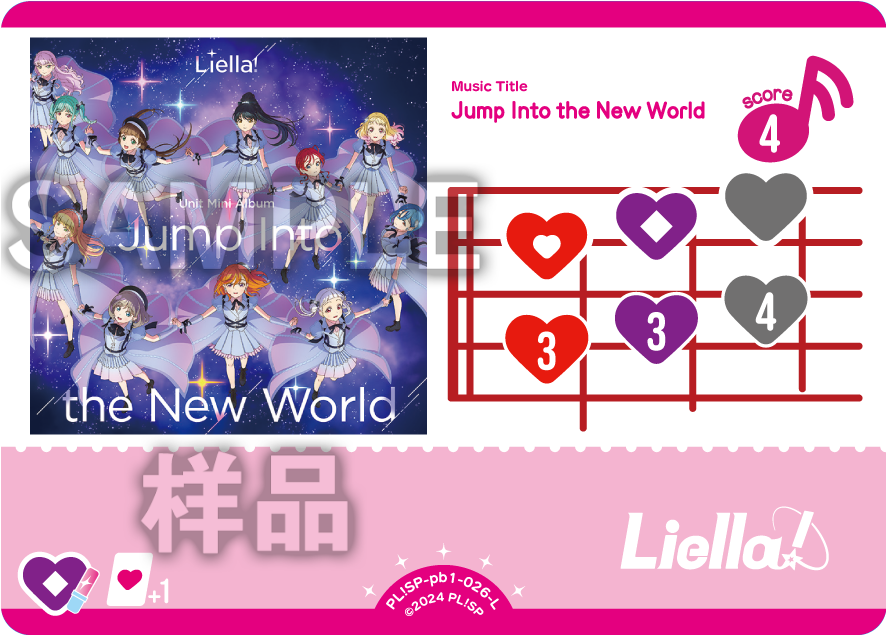 Liella!
Unit Mini Album
Jump Into
the New World
SAMPLE
Music Title
Jump Into the New World
score
4
3
3
4
样品
Liella!
+1
PL!SP-pb1-026-L
©2024 PL!SP